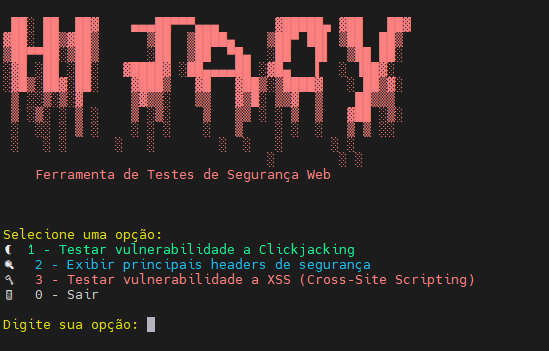 Ferramenta de Testes de Segurança Web
Selecione uma opção:
1 - Testar vulnerabilidade a Clickjacking
2 - Exibir principais headers de segurança
3 - Testar vulnerabilidade a XSS (Cross-Site Scripting)
0 - Sair
Digite sua opção: